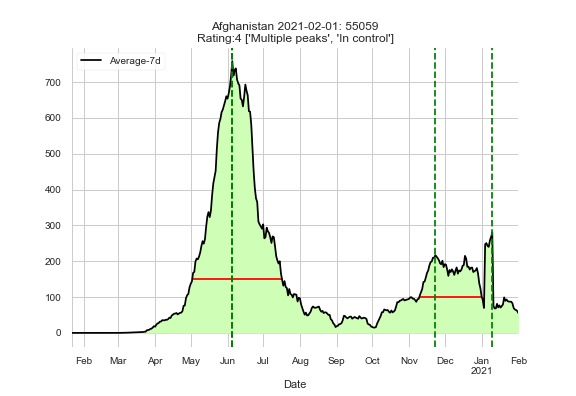 Afghanistan 2021-02-01: 55059
Rating:4 ['Multiple peaks', 'In control']
Average-7d
700
600
500
400
300
200
100
0
Feb Mar Apr May Jun Jul Aug Sep Oct Nov Dec Jan Feb
2021
Date